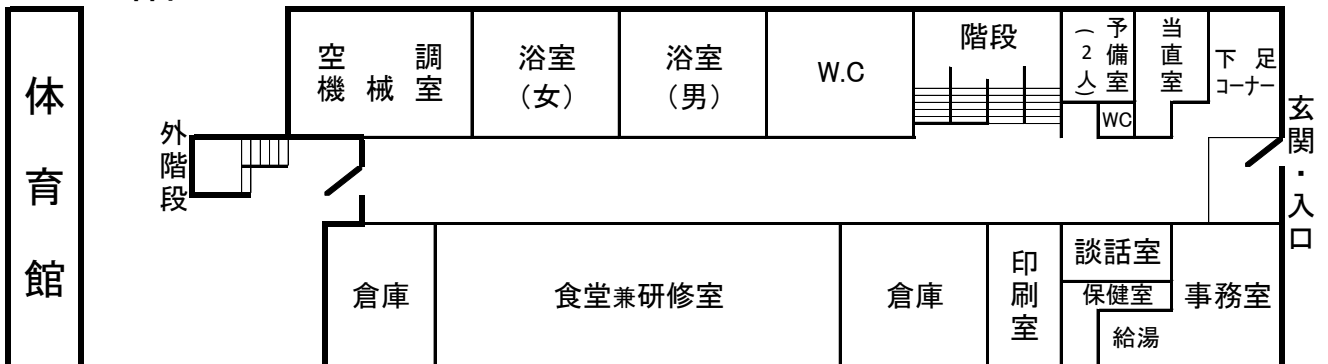 体育館
外階段
空調
機械室
浴室
（女）
浴室
（男）
W.C
階段
予備室
（2人）
WC
当直室
下足
コーナー
玄関・入口
倉庫
食堂兼研修室
倉庫
印刷室
談話室
保健室
給湯
事務室